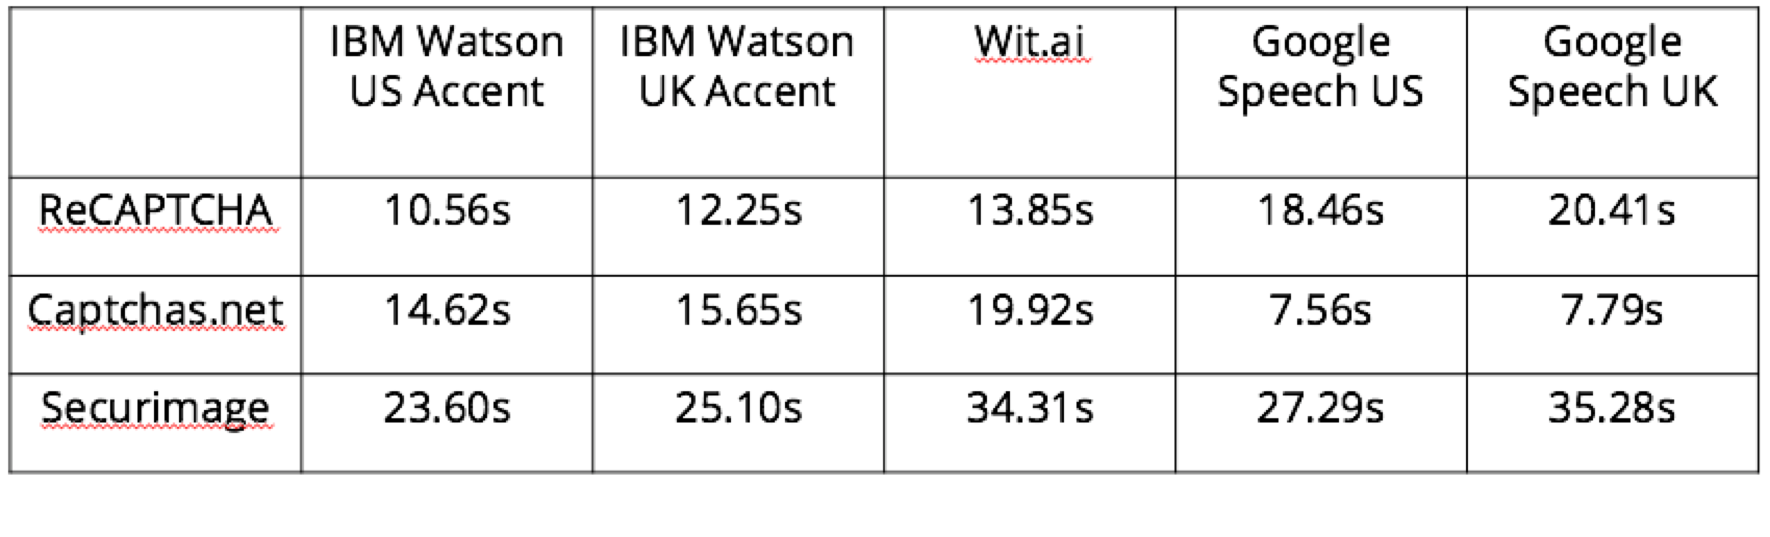 IBM Watson US Accent IBM Watson UK Accent Wit.ai Google Speech US Google Speech UK
ReCAPTCHA 10.56s 12.25s 13.85s 18.46s 20.41s
Captchas.net 14.62s 15.65s 19.92s 7.56s 7.79s
Securimage 23.60s 25.10s 34.31s 27.29s 35.28s